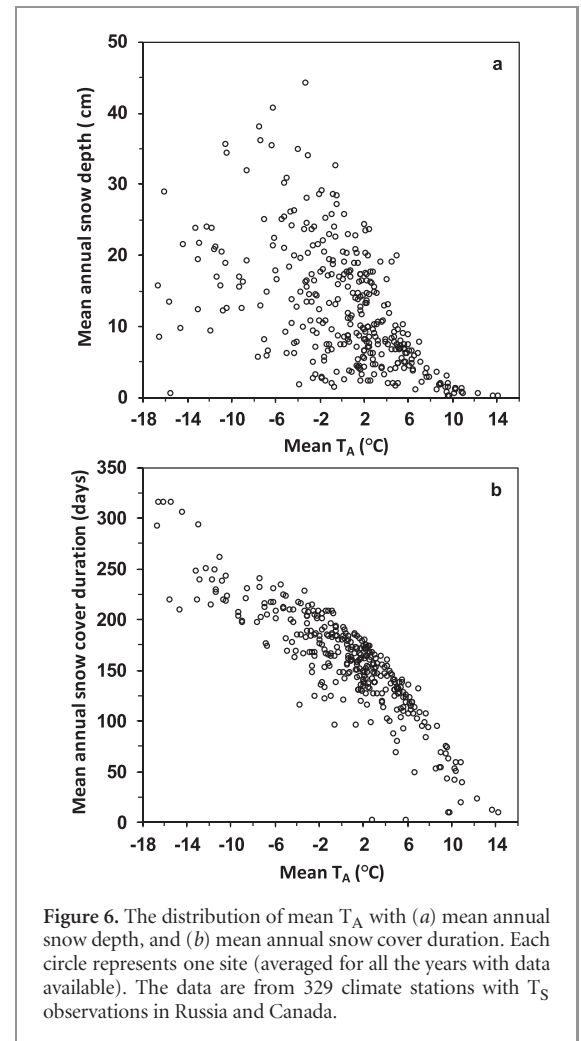 a
50
40
30
20
10
0
Mean annual snow depth ( cm)
-18 -14 -10 -6 -2 2 6 10 14
Mean T_A (°C)
b
350
300
250
200
150
100
50
0
Mean annual snow cover duration (days)
-18 -14 -10 -6 -2 2 6 10 14
Mean T_A (°C)
Figure 6. The distribution of mean T_A with (a) mean annual
snow depth, and (b) mean annual snow cover duration. Each
circle represents one site (averaged for all the years with data
available). The data are from 329 climate stations with T_S
observations in Russia and Canada.